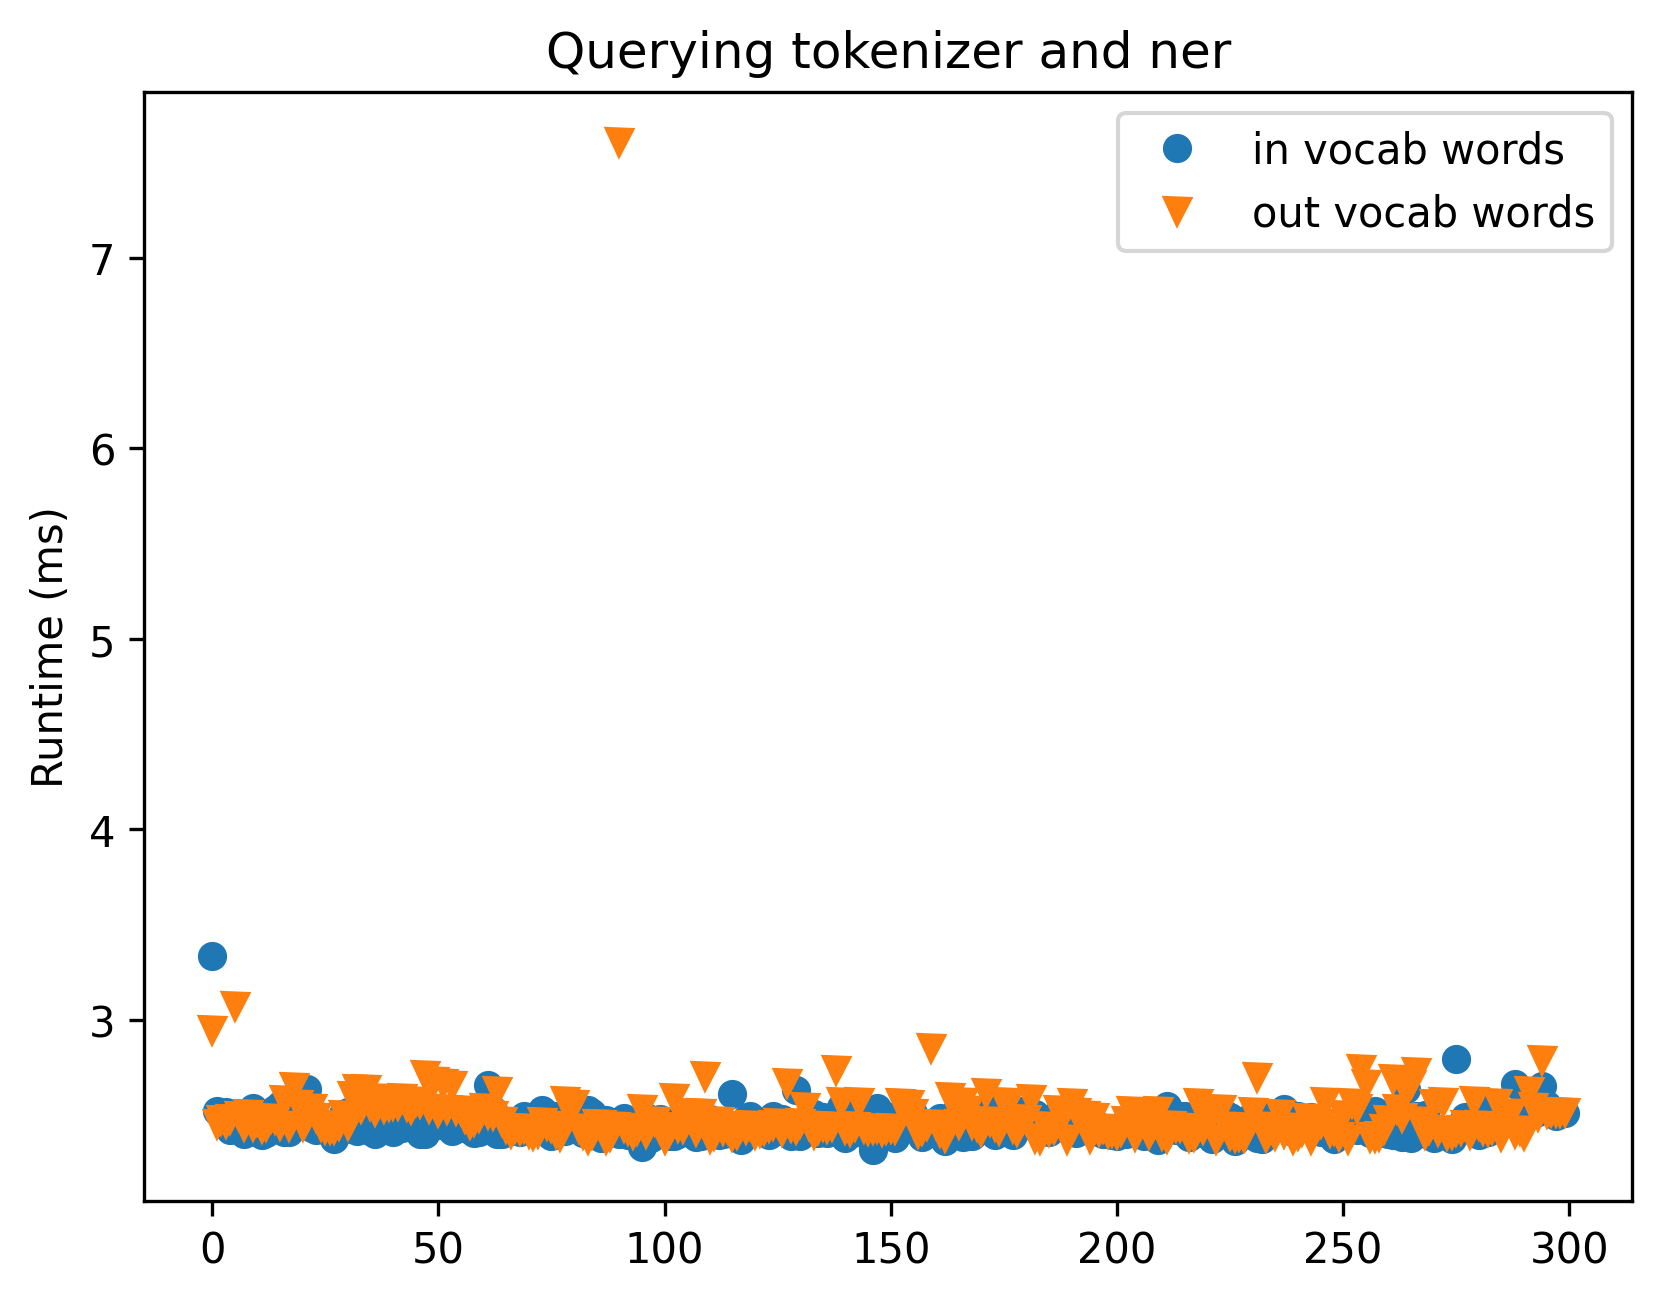 Querying tokenizer and ner
in vocab words
out vocab words
7
6
5
4
3
Runtime (ms)
0 50 100 150 200 250 300